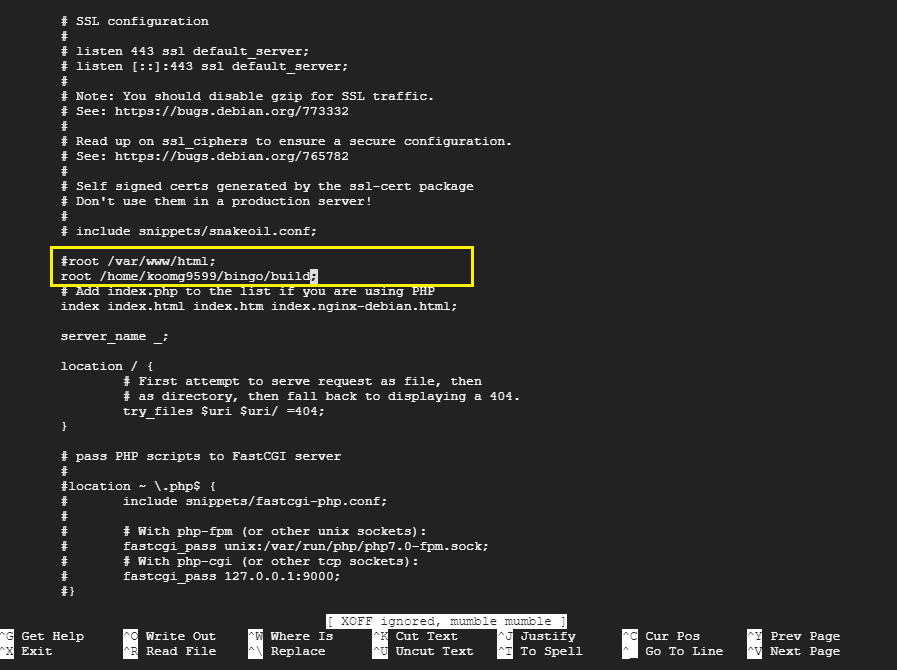 # SSL configuration
#
# listen 443 ssl default_server;
# listen [::]:443 ssl default_server;
#
# Note: You should disable gzip for SSL traffic.
# See: https://bugs.debian.org/773332
#
# Read up on ssl_ciphers to ensure a secure configuration.
# See: https://bugs.debian.org/765782
#
# Self signed certs generated by the ssl-cert package
# Don't use them in a production server!
#
# include snippets/snakeoil.conf;
#root /var/www/html;
root /home/koomg9599/bingo/build;
# Add index.php to the list if you are using PHP
index index.html index.htm index.nginx-debian.html;
server_name _;
location / {
# First attempt to serve request as file, then
# as directory, then fall back to displaying a 404.
try_files $uri $uri/ =404;
}
# pass PHP scripts to FastCGI server
#
#location ~ \.php$ {
# include snippets/fastcgi-php.conf;
#
# # With php-fpm (or other unix sockets):
# fastcgi_pass unix:/var/run/php/php7.0-fpm.sock;
# # With php-cgi (or other tcp sockets):
# fastcgi_pass 127.0.0.1:9000;
#}
[ XOFF ignored, mumble mumble ]
^G Get Help ^O Write Out ^W Where Is ^K Cut Text ^J Justify ^C Cur Pos ^Y Prev Page
^X Exit ^R Read File ^\ Replace ^U Uncut Text ^T To Spell ^_ Go To Line ^V Next Page